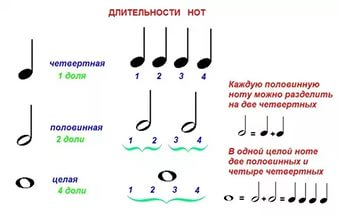 ДЛИТЕЛЬНОСТИ НОТ
четвертная
1 доля
1 2 3 4
половинная
2 доли
1 2 3 4
целая
4 доли
1 2 3 4
Каждую половинную
ноту можно разделить
на две четвертных
= +
В одной целой ноте
две половинных и
четыре четвертных
= + =